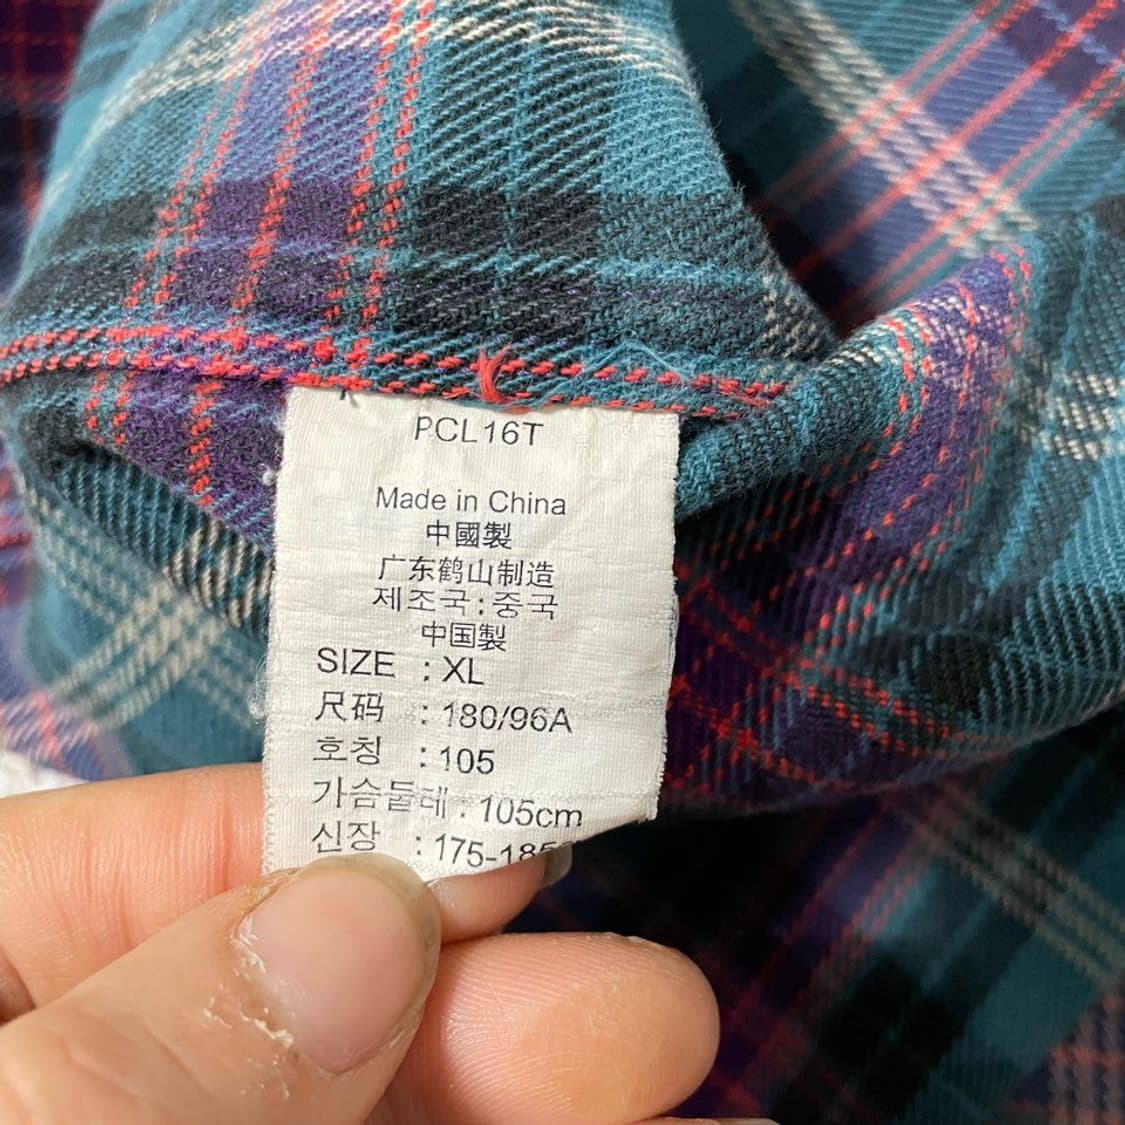 PCL16T
Made in China
中國製
广东鹤山制造
제조국:중국
中国製
SIZE : XL
尺码 : 180/96A
호칭 : 105
가슴둘레 : 105cm
신장 : 175-185